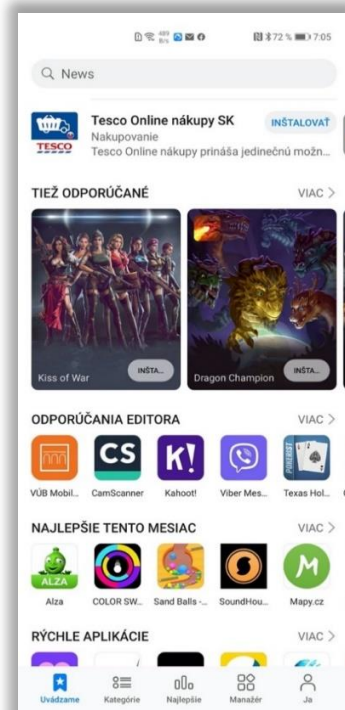 489
B/s
72 %
7:05
News
TESCO
Tesco Online nákupy SK
INŠTALOVAŤ
Nakupovanie
Tesco Online nákupy prináša jedinečnú možn...
TIEŽ ODPORÚČANÉ
VIAC >
Kiss of War
INŠTA...
Dragon Champion
INŠTA...
ODPORÚČANIA EDITORA
VIAC >
CS
K!
POKERIST
VÚB Mobil...
CamScanner
Kahoot!
Viber Mes...
Texas Hol...
NAJLEPŠIE TENTO MESIAC
VIAC >
ALZA
Alza
COLOR SW...
Sand Balls -...
SoundHou...
Mapy.cz
RÝCHLE APLIKÁCIE
VIAC >
Uvádzame
Kategórie
Najlepšie
Manažér
Ja